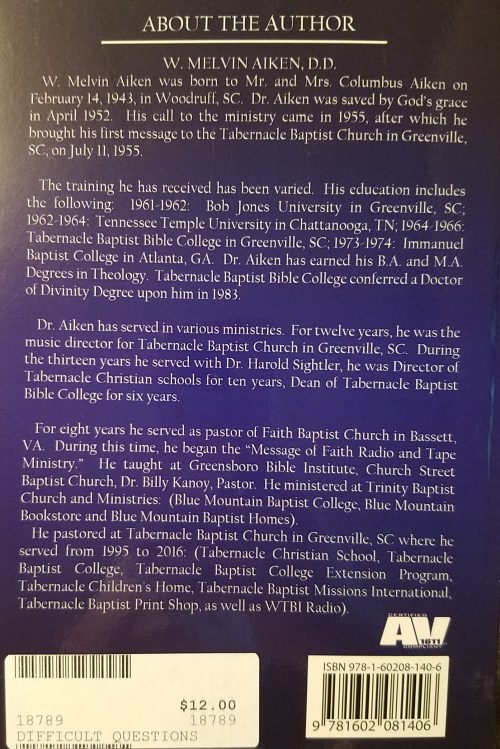 ABOUT THE AUTHOR
W. MELVIN AIKEN, D.D.
W. Melvin Aiken was born to Mr. and Mrs. Columbus Aiken on
February 14, 1943, in Woodruff, SC. Dr. Aiken was saved by God's grace
in April 1952. His call to the ministry came in 1955, after which he
brought his first message to the Tabernacle Baptist Church in Greenville,
SC, on July 11, 1955.
The training he has received has been varied. His education includes
the following: 1961-1962: Bob Jones University in Greenville, SC;
1962-1964: Tennessee Temple University in Chattanooga, TN; 1964-1966:
Tabernacle Baptist Bible College in Greenville, SC; 1973-1974: Immanuel
Baptist College in Atlanta, GA. Dr. Aiken has earned his B.A. and M.A.
Degrees in Theology. Tabernacle Baptist Bible College conferred a Doctor
of Divinity Degree upon him in 1983.
Dr. Aiken has served in various ministries. For twelve years, he was the
music director for Tabernacle Baptist Church in Greenville, SC. During
the thirteen years he served with Dr. Harold Sightler, he was Director of
Tabernacle Christian schools for ten years, Dean of Tabernacle Baptist
Bible College for six years.
For eight years he served as pastor of Faith Baptist Church in Bassett,
VA. During this time, he began the “Message of Faith Radio and Tape
Ministry.” He taught at Greensboro Bible Institute, Church Street
Baptist Church, Dr. Billy Kanoy, Pastor. He ministered at Trinity Baptist
Church and Ministries: (Blue Mountain Baptist College, Blue Mountain
Bookstore and Blue Mountain Baptist Homes).
He pastored at Tabernacle Baptist Church in Greenville, SC where he
served from 1995 to 2016: (Tabernacle Christian School, Tabernacle
Baptist College, Tabernacle Baptist College Extension Program,
Tabernacle Children's Home, Tabernacle Baptist Missions International,
Tabernacle Baptist Print Shop, as well as WTBI Radio).
CERTIFIED
AV
1611
COMPLIANT
ISBN 978-1-60208-140-6
9 781602 081406
$12.00
18789 18789
DIFFICULT QUESTIONS